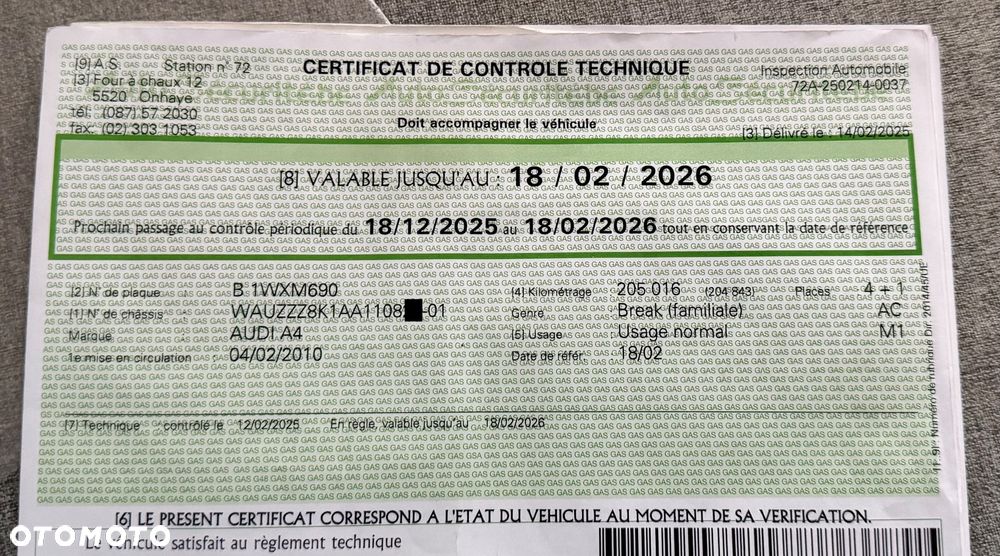 [9] A.S. Station n° 72
[3] Four à chaux 12
5520 Onhaye
tél: (087) 57 2030
fax: (02) 303 1053
CERTIFICAT DE CONTROLE TECHNIQUE
Doit accompagner le véhicule
Inspection Automobile
72A-250214-0037
[3] Délivré le : 14/02/2025
[8] VALABLE JUSQU'AU : 18 / 02 / 2026
Prochain passage au contrôle périodique du 18/12/2025 au 18/02/2026 tout en conservant la date de référence
[2] N° de plaque : B 1WXM690 [4] Kilométrage 205 016 (204 843) Places 4 + 1
[1] N° de châssis : WAUZZZ8K1AA1108 -01 Genre Break (familiale) AC
Marque : AUDI A4 [5] Usage Usage normal M1
1e mise en circulation : 04/02/2010 Date de référ. 18/02
[7] Technique contrôlé le 12/02/2025 En règle, valable jusqu'au 18/02/2026
[6] LE PRESENT CERTIFICAT CORRESPOND A L'ETAT DU VEHICULE AU MOMENT DE SA VERIFICATION.
Le véhicule satisfait au règlement technique
OTOMOTO